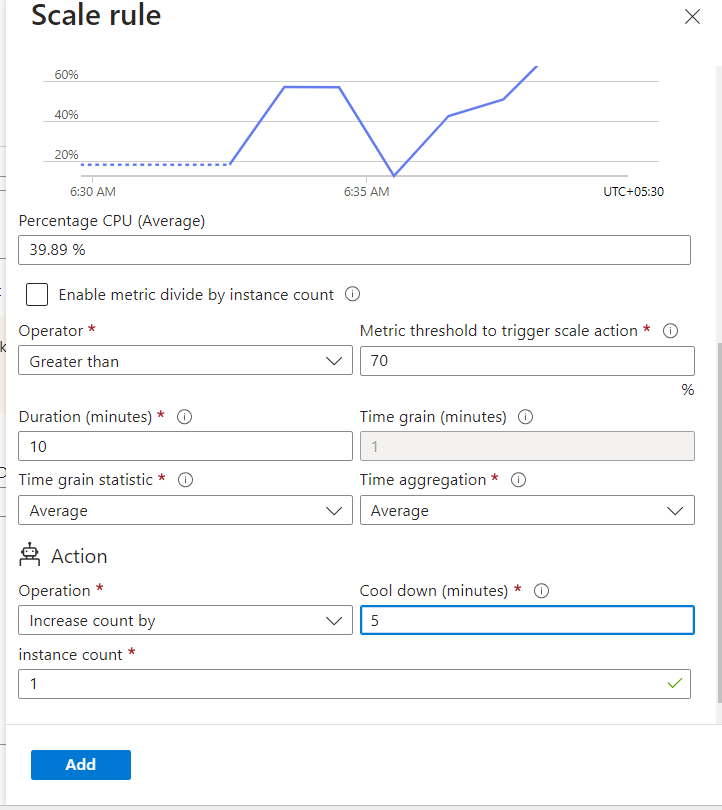 Scale rule
60%
40%
20%
6:30 AM 6:35 AM UTC+05:30
Percentage CPU (Average)
39.89 %
Enable metric divide by instance count
Operator * Metric threshold to trigger scale action *
Greater than 70
%
Duration (minutes) * Time grain (minutes)
10 1
Time grain statistic * Time aggregation *
Average Average
Action
Operation * Cool down (minutes) *
Increase count by 5
instance count *
1
Add